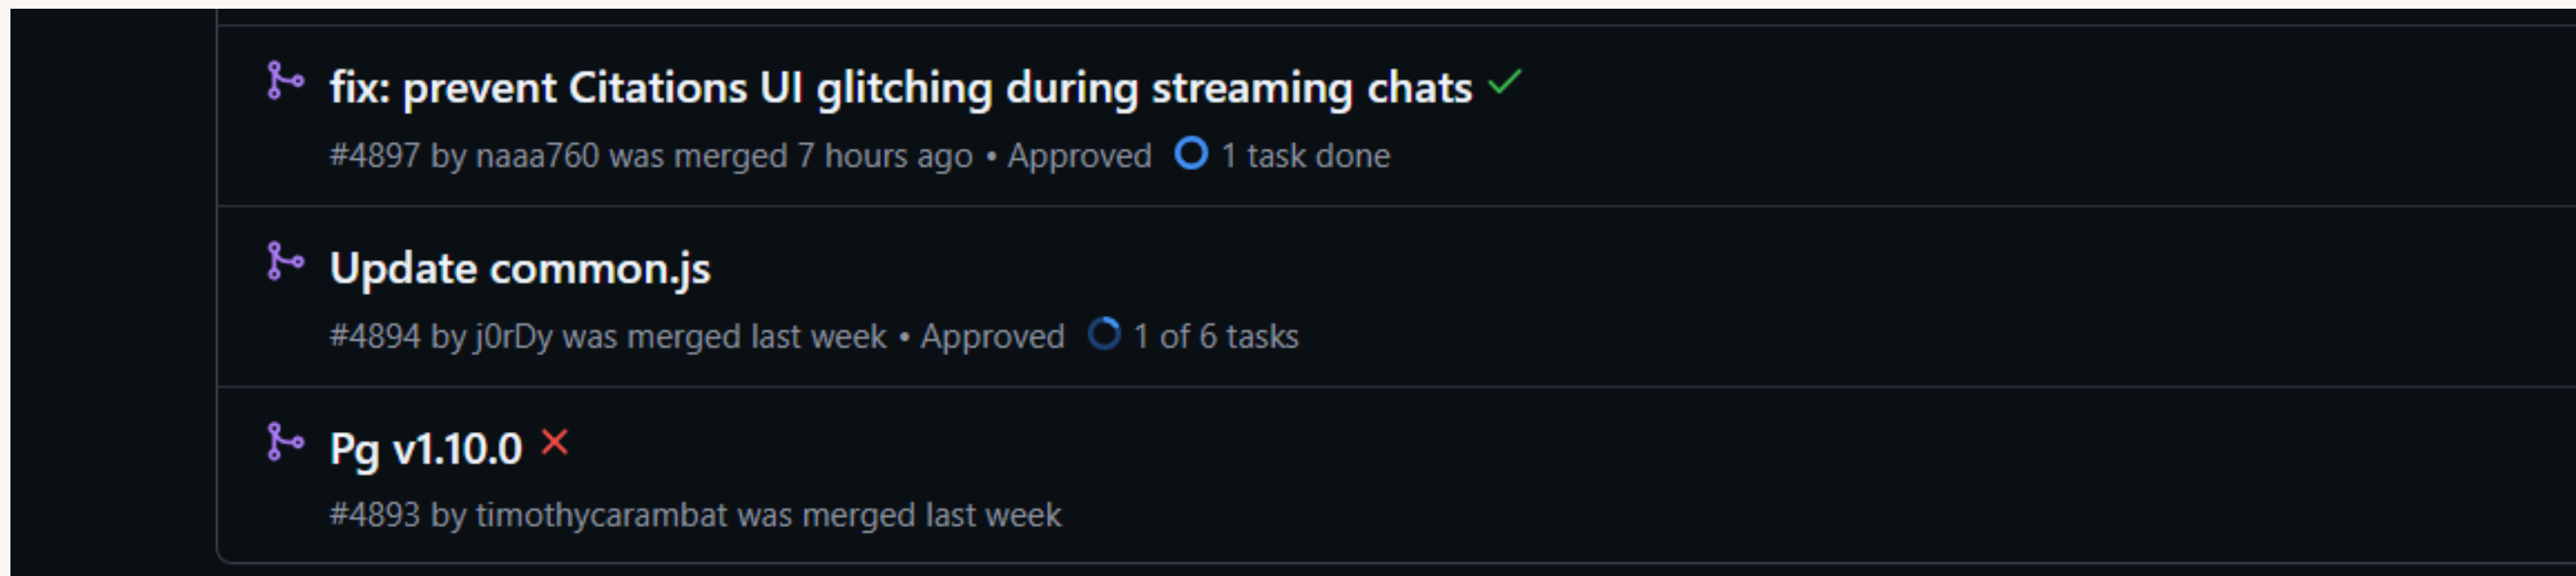 fix: prevent Citations UI glitching during streaming chats
#4897 by naaa760 was merged 7 hours ago • Approved 1 task done
Update common.js
#4894 by j0rDy was merged last week • Approved 1 of 6 tasks
Pg v1.10.0
#4893 by timothycarambat was merged last week